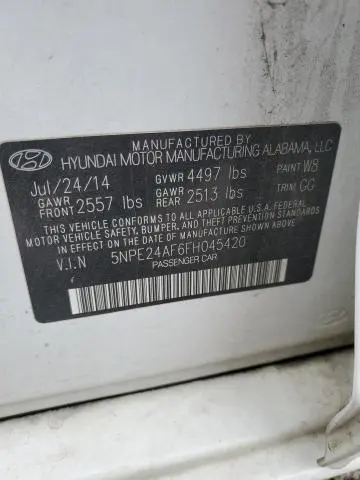 MANUFACTURED BY
HYUNDAI MOTOR MANUFACTURING ALABAMA, LLC
Jul/24/14 GVWR 4497 lbs PAINT W8
GAWR FRONT 2557 lbs GAWR REAR 2513 lbs TRIM GG
THIS VEHICLE CONFORMS TO ALL APPLICABLE U.S.A. FEDERAL
MOTOR VEHICLE SAFETY, BUMPER, AND THEFT PREVENTION STANDARDS
IN EFFECT ON THE DATE OF MANUFACTURE SHOWN ABOVE.
V.I.N 5NPE24AF6FH045420
PASSENGER CAR